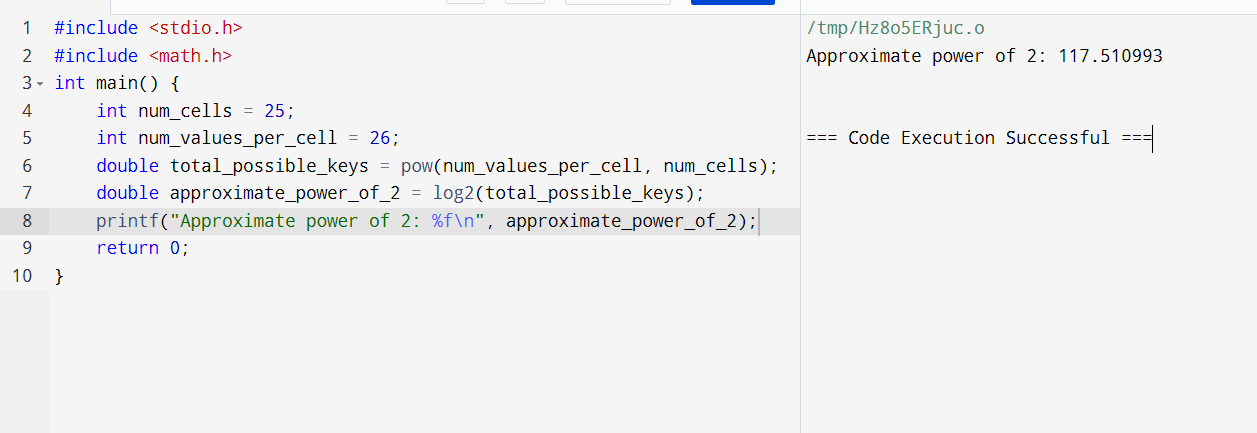 1 #include <stdio.h>
2 #include <math.h>
3 int main() {
4 int num_cells = 25;
5 int num_values_per_cell = 26;
6 double total_possible_keys = pow(num_values_per_cell, num_cells);
7 double approximate_power_of_2 = log2(total_possible_keys);
8 printf("Approximate power of 2: %f\n", approximate_power_of_2);
9 return 0;
10 }
/tmp/Hz8o5ERjuc.o
Approximate power of 2: 117.510993
=== Code Execution Successful ===